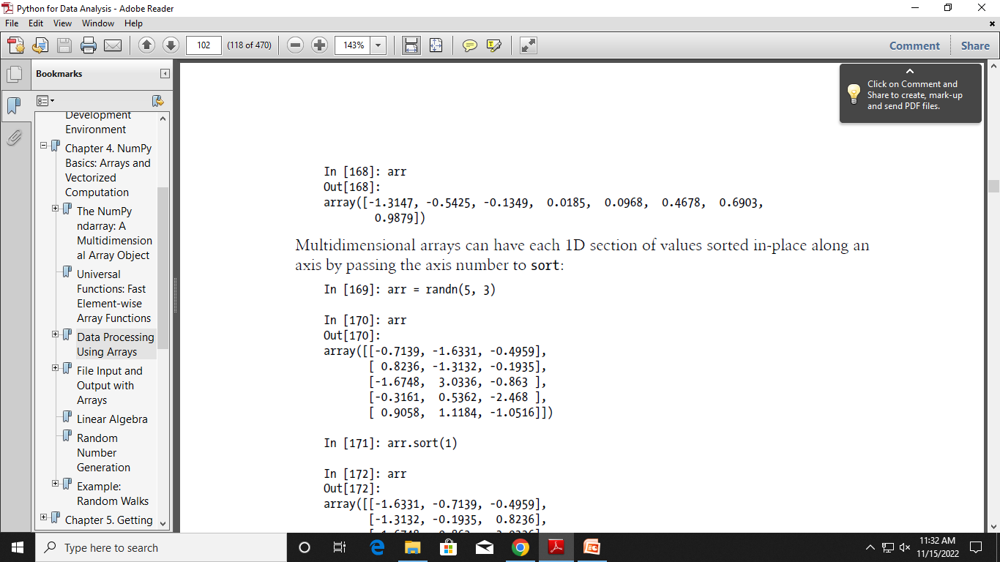 Python for Data Analysis - Adobe Reader
File Edit View Window Help
102 (118 of 470) 143% Comment Share
Bookmarks
Click on Comment and
Share to create, mark-up
and send PDF files.
Development
Environment
Chapter 4. NumPy
Basics: Arrays and
Vectorized
Computation
The NumPy
ndarray: A
Multidimension
al Array Object
Universal
Functions: Fast
Element-wise
Array Functions
Data Processing
Using Arrays
File Input and
Output with
Arrays
Linear Algebra
Random
Number
Generation
Example:
Random Walks
Chapter 5. Getting
In [168]: arr
Out[168]:
array([-1.3147, -0.5425, -0.1349,  0.0185,  0.0968,  0.4678,  0.6903,
        0.9879])
Multidimensional arrays can have each 1D section of values sorted in-place along an
axis by passing the axis number to sort:
In [169]: arr = randn(5, 3)
In [170]: arr
Out[170]:
array([[-0.7139, -1.6331, -0.4959],
       [ 0.8236, -1.3132, -0.1935],
       [-1.6748,  3.0336, -0.863 ],
       [-0.3161,  0.5362, -2.468 ],
       [ 0.9058,  1.1184, -1.0516]])
In [171]: arr.sort(1)
In [172]: arr
Out[172]:
array([[-1.6331, -0.7139, -0.4959],
       [-1.3132, -0.1935,  0.8236],
Type here to search
11:32 AM
11/15/2022